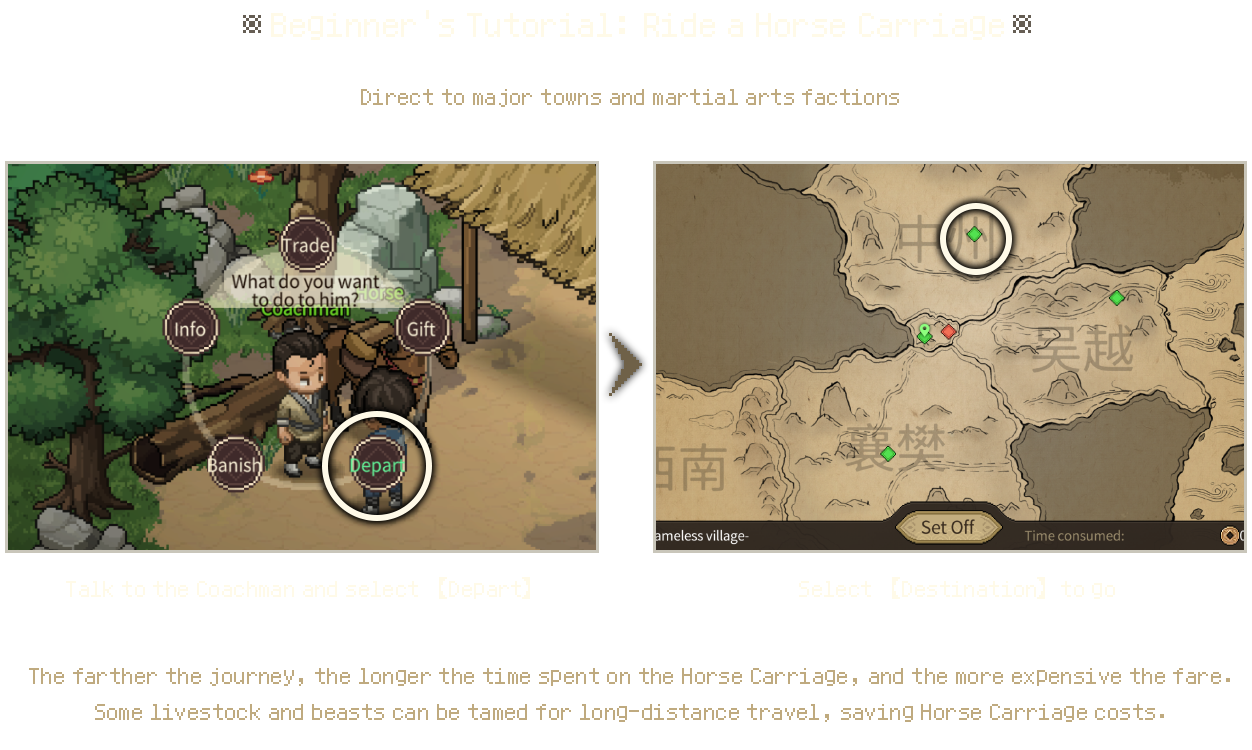 Beginner's Tutorial: Ride a Horse Carriage
Direct to major towns and martial arts factions
Trade
What do you want
to do to him?
Horse
Coachman
Info
Gift
Banish
Depart
中州
吴越
襄樊
西南
Set Off
ameless village-
Time consumed:
Talk to the Coachman and select 【Depart】
Select 【Destination】 to go
The farther the journey, the longer the time spent on the Horse Carriage, and the more expensive the fare.
Some livestock and beasts can be tamed for long-distance travel, saving Horse Carriage costs.